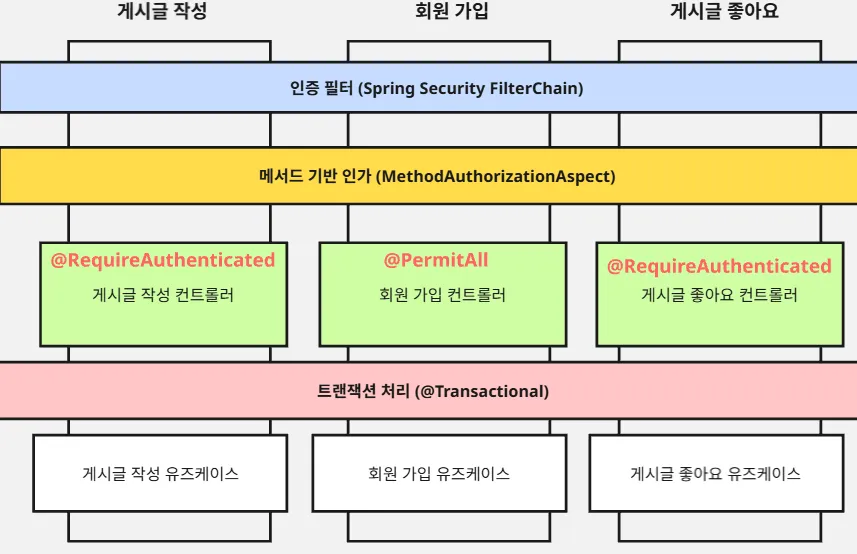 게시글 작성
회원 가입
게시글 좋아요
인증 필터 (Spring Security FilterChain)
메서드 기반 인가 (MethodAuthorizationAspect)
@RequireAuthenticated
게시글 작성 컨트롤러
@PermitAll
회원 가입 컨트롤러
@RequireAuthenticated
게시글 좋아요 컨트롤러
트랜잭션 처리 (@Transactional)
게시글 작성 유즈케이스
회원 가입 유즈케이스
게시글 좋아요 유즈케이스